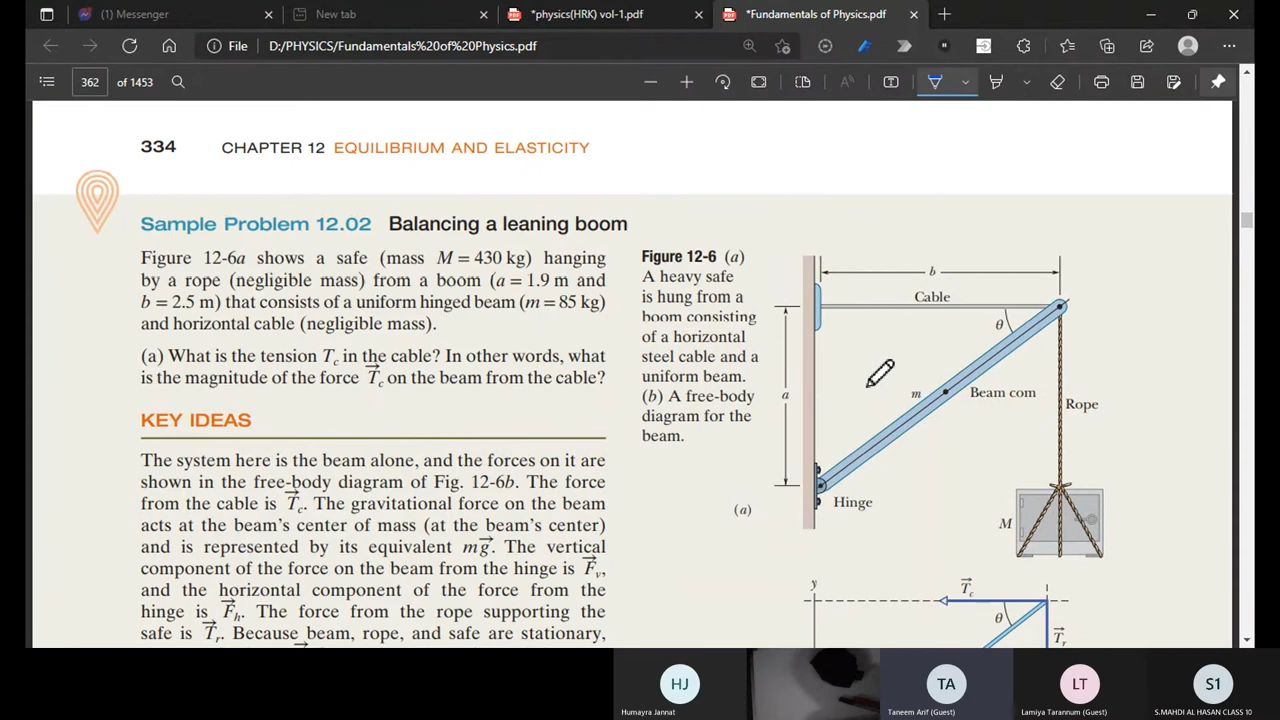 (1) Messenger
New tab
*physics(HRK) vol-1.pdf
*Fundamentals of Physics.pdf
File
D:/PHYSICS/Fundamentals%20of%20Physics.pdf
362
of 1453
334
CHAPTER 12 EQUILIBRIUM AND ELASTICITY
Sample Problem 12.02 Balancing a leaning boom
Figure 12-6a shows a safe (mass M = 430 kg) hanging
by a rope (negligible mass) from a boom (a = 1.9 m and
b = 2.5 m) that consists of a uniform hinged beam (m = 85 kg)
and horizontal cable (negligible mass).
(a) What is the tension T_c in the cable? In other words, what
is the magnitude of the force T⃗_c on the beam from the cable?
KEY IDEAS
The system here is the beam alone, and the forces on it are
shown in the free-body diagram of Fig. 12-6b. The force
from the cable is T⃗_c. The gravitational force on the beam
acts at the beam's center of mass (at the beam's center)
and is represented by its equivalent mg⃗. The vertical
component of the force on the beam from the hinge is F⃗_v,
and the horizontal component of the force from the
hinge is F⃗_h. The force from the rope supporting the
safe is T⃗_r. Because beam, rope, and safe are stationary,
Figure 12-6 (a)
A heavy safe
is hung from a
boom consisting
of a horizontal
steel cable and a
uniform beam.
(b) A free-body
diagram for the
beam.
b
Cable
θ
a
m
Beam com
Rope
Hinge
M
(a)
y
T⃗_c
θ
T⃗_r
HJ
Humayra Jannat
TA
Taneem Arif (Guest)
LT
Lamiya Tarannum (Guest)
S1
S.MAHDI AL HASAN CLASS 10